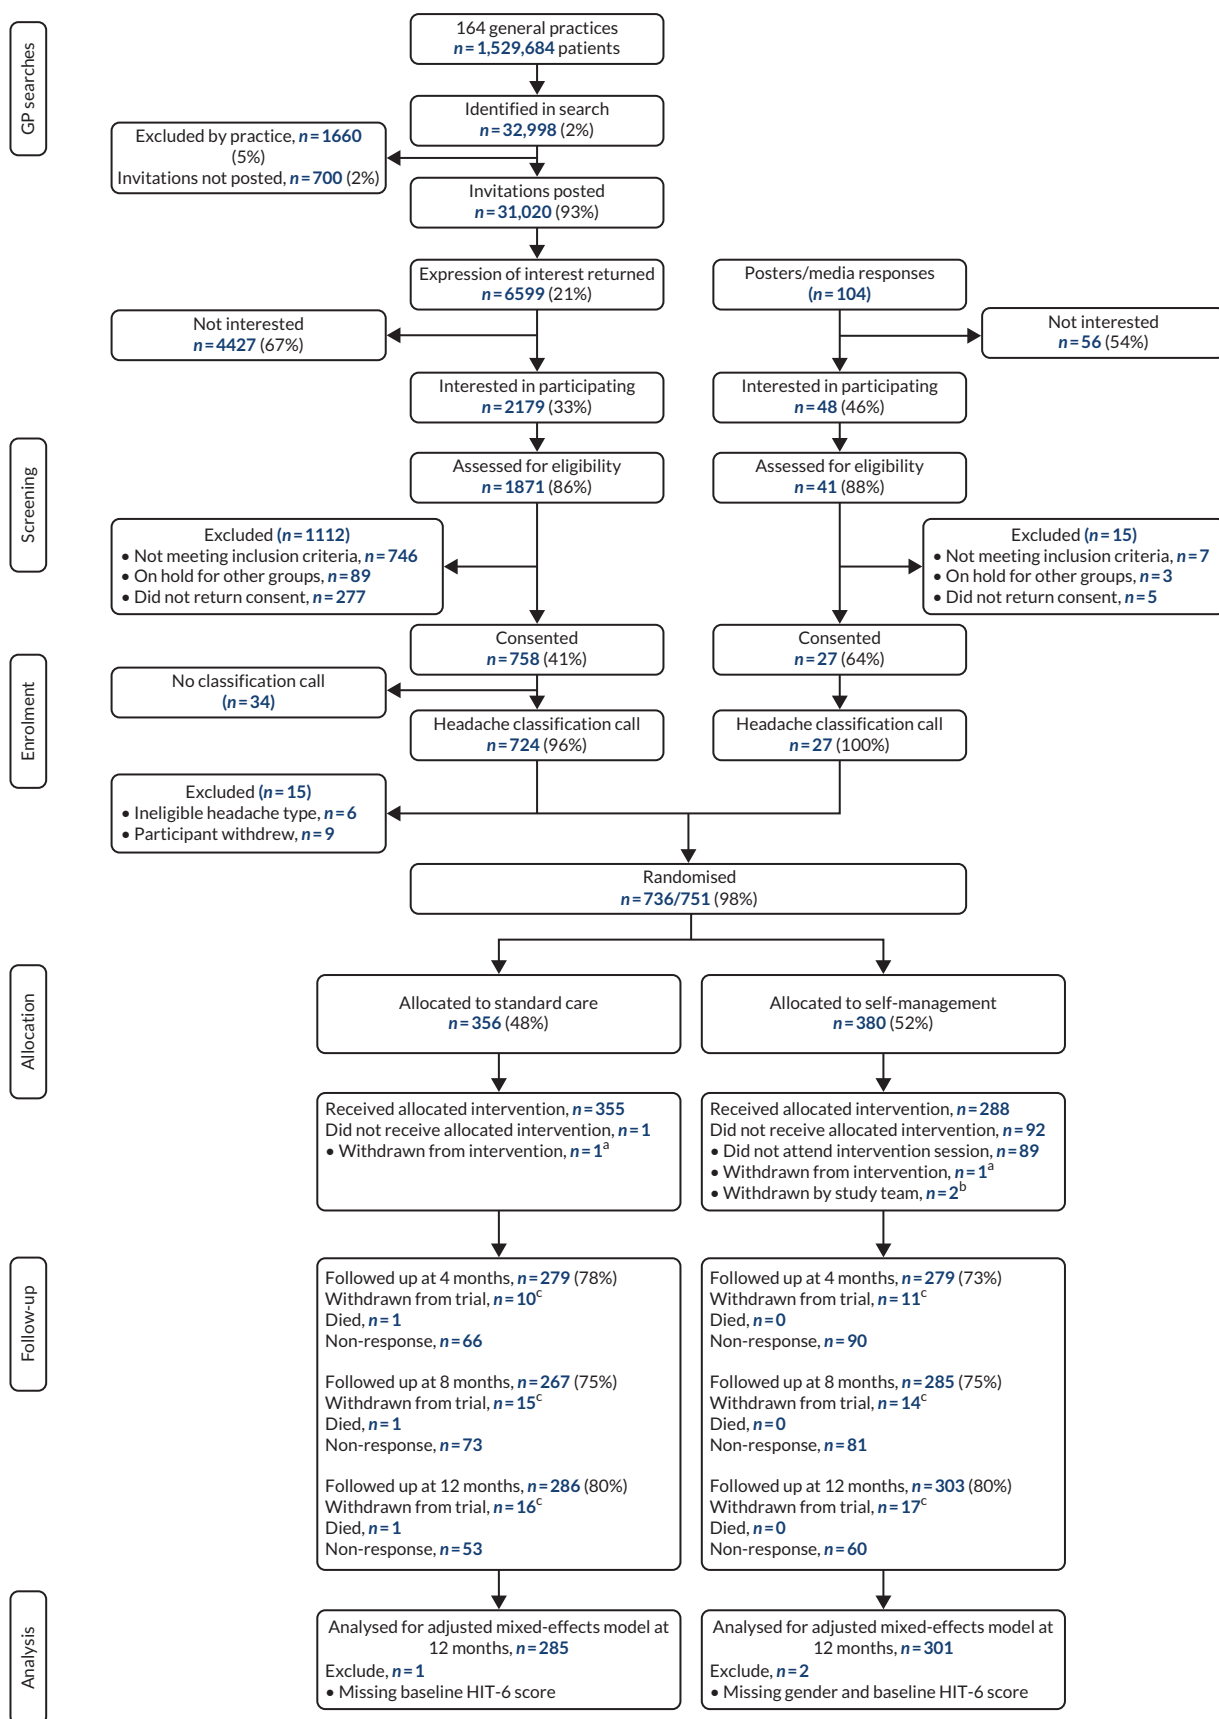 GP searches
164 general practices
n=1,529,684 patients
Identified in search
n=32,998 (2%)
Excluded by practice, n=1660
(5%)
Invitations not posted, n=700 (2%)
Invitations posted
n=31,020 (93%)
Expression of interest returned
n=6599 (21%)
Posters/media responses
(n=104)
Not interested
n=4427 (67%)
Not interested
n=56 (54%)
Interested in participating
n=2179 (33%)
Interested in participating
n=48 (46%)
Screening
Assessed for eligibility
n=1871 (86%)
Assessed for eligibility
n=41 (88%)
Excluded (n=1112)
• Not meeting inclusion criteria, n=746
• On hold for other groups, n=89
• Did not return consent, n=277
Excluded (n=15)
• Not meeting inclusion criteria, n=7
• On hold for other groups, n=3
• Did not return consent, n=5
Enrolment
Consented
n=758 (41%)
Consented
n=27 (64%)
No classification call
(n=34)
Headache classification call
n=724 (96%)
Headache classification call
n=27 (100%)
Excluded (n=15)
• Ineligible headache type, n=6
• Participant withdrew, n=9
Randomised
n=736/751 (98%)
Allocation
Allocated to standard care
n=356 (48%)
Allocated to self-management
n=380 (52%)
Received allocated intervention, n=355
Did not receive allocated intervention, n=1
• Withdrawn from intervention, n=1a
Received allocated intervention, n=288
Did not receive allocated intervention, n=92
• Did not attend intervention session, n=89
• Withdrawn from intervention, n=1a
• Withdrawn by study team, n=2b
Follow-up
Followed up at 4 months, n=279 (78%)
Withdrawn from trial, n=10c
Died, n=1
Non-response, n=66
Followed up at 8 months, n=267 (75%)
Withdrawn from trial, n=15c
Died, n=1
Non-response, n=73
Followed up at 12 months, n=286 (80%)
Withdrawn from trial, n=16c
Died, n=1
Non-response, n=53
Followed up at 4 months, n=279 (73%)
Withdrawn from trial, n=11c
Died, n=0
Non-response, n=90
Followed up at 8 months, n=285 (75%)
Withdrawn from trial, n=14c
Died, n=0
Non-response, n=81
Followed up at 12 months, n=303 (80%)
Withdrawn from trial, n=17c
Died, n=0
Non-response, n=60
Analysis
Analysed for adjusted mixed-effects model at
12 months, n=285
Exclude, n=1
• Missing baseline HIT-6 score
Analysed for adjusted mixed-effects model at
12 months, n=301
Exclude, n=2
• Missing gender and baseline HIT-6 score